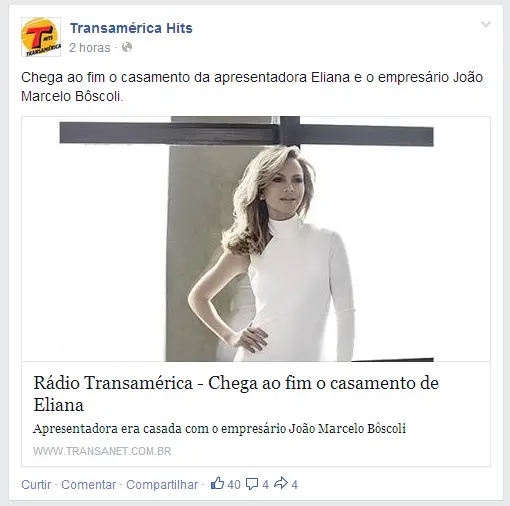 T
HITS
TRANSAMÉRICA
Transamérica Hits
2 horas ·
Chega ao fim o casamento da apresentadora Eliana e o empresário João
Marcelo Bôscoli.
Rádio Transamérica - Chega ao fim o casamento de
Eliana
Apresentadora era casada com o empresário João Marcelo Bôscoli
WWW.TRANSANET.COM.BR
Curtir · Comentar · Compartilhar · 40 4 4